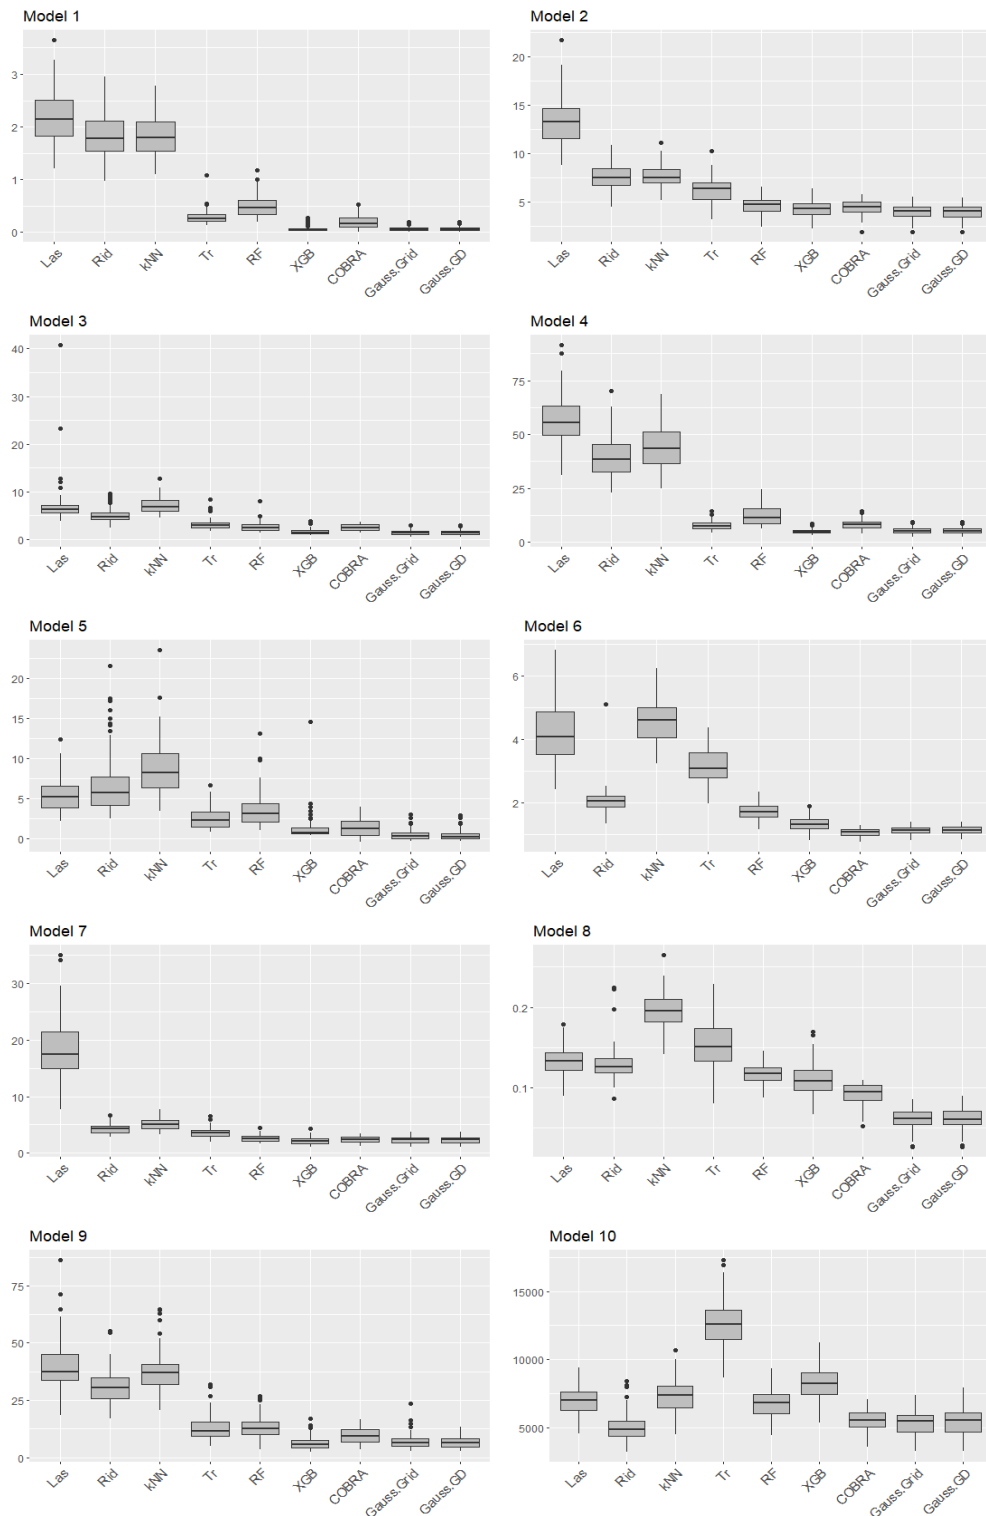 Model 1
3
2
1
0
Las Rid kNN Tr RF XGB COBRA Gauss.Grid Gauss.GD
Model 2
20
15
10
5
Las Rid kNN Tr RF XGB COBRA Gauss.Grid Gauss.GD
Model 3
40
30
20
10
0
Las Rid kNN Tr RF XGB COBRA Gauss.Grid Gauss.GD
Model 4
75
50
25
0
Las Rid kNN Tr RF XGB COBRA Gauss.Grid Gauss.GD
Model 5
20
15
10
5
0
Las Rid kNN Tr RF XGB COBRA Gauss.Grid Gauss.GD
Model 6
6
4
2
Las Rid kNN Tr RF XGB COBRA Gauss.Grid Gauss.GD
Model 7
30
20
10
0
Las Rid kNN Tr RF XGB COBRA Gauss.Grid Gauss.GD
Model 8
0.2
0.1
Las Rid kNN Tr RF XGB COBRA Gauss.Grid Gauss.GD
Model 9
75
50
25
0
Las Rid kNN Tr RF XGB COBRA Gauss.Grid Gauss.GD
Model 10
15000
10000
5000
Las Rid kNN Tr RF XGB COBRA Gauss.Grid Gauss.GD